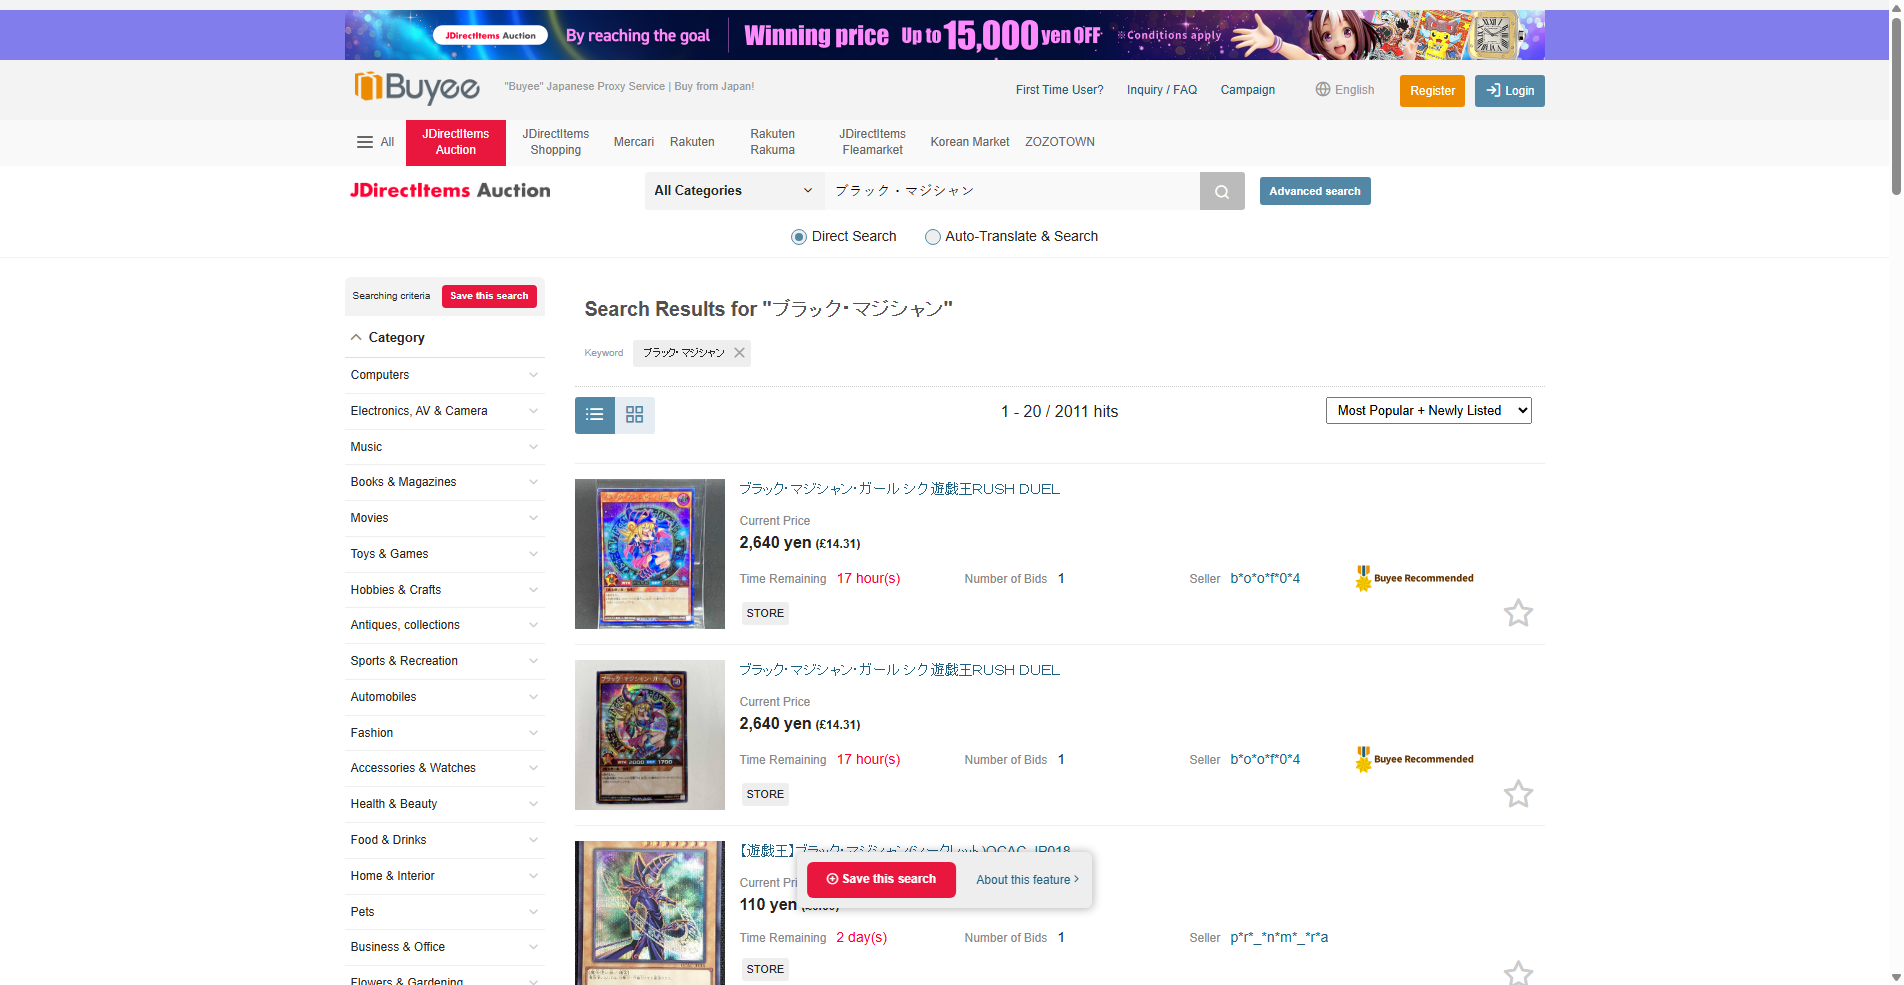 JDirectItems Auction
By reaching the goal
Winning price Up to 15,000 yen OFF
※Conditions apply
Buyee
"Buyee" Japanese Proxy Service | Buy from Japan!
First Time User?
Inquiry / FAQ
Campaign
English
Register
Login
All
JDirectItems
Auction
JDirectItems
Shopping
Mercari
Rakuten
Rakuten
Rakuma
JDirectItems
Fleamarket
Korean Market
ZOZOTOWN
JDirectItems Auction
All Categories
ブラック・マジシャン
Advanced search
Direct Search
Auto-Translate & Search
Searching criteria
Save this search
Category
Computers
Electronics, AV & Camera
Music
Books & Magazines
Movies
Toys & Games
Hobbies & Crafts
Antiques, collections
Sports & Recreation
Automobiles
Fashion
Accessories & Watches
Health & Beauty
Food & Drinks
Home & Interior
Pets
Business & Office
Flowers & Gardening
Search Results for "ブラック・マジシャン"
Keyword
ブラック・マジシャン
1 - 20 / 2011 hits
Most Popular + Newly Listed
ブラック・マジシャン・ガール シク遊戯王RUSH DUEL
Current Price
2,640 yen (£14.31)
Time Remaining 17 hour(s)
Number of Bids 1
Seller b*o*o*f*0*4
Buyee Recommended
STORE
ブラック・マジシャン・ガール シク遊戯王RUSH DUEL
Current Price
2,640 yen (£14.31)
Time Remaining 17 hour(s)
Number of Bids 1
Seller b*o*o*f*0*4
Buyee Recommended
STORE
【遊戯王】ブラック・マジシャン(シークレット)QCAC-JP018
Current Pri
110 yen
Time Remaining 2 day(s)
Number of Bids 1
Seller p*r*_*n*m*_*r*a
STORE
Save this search
About this feature